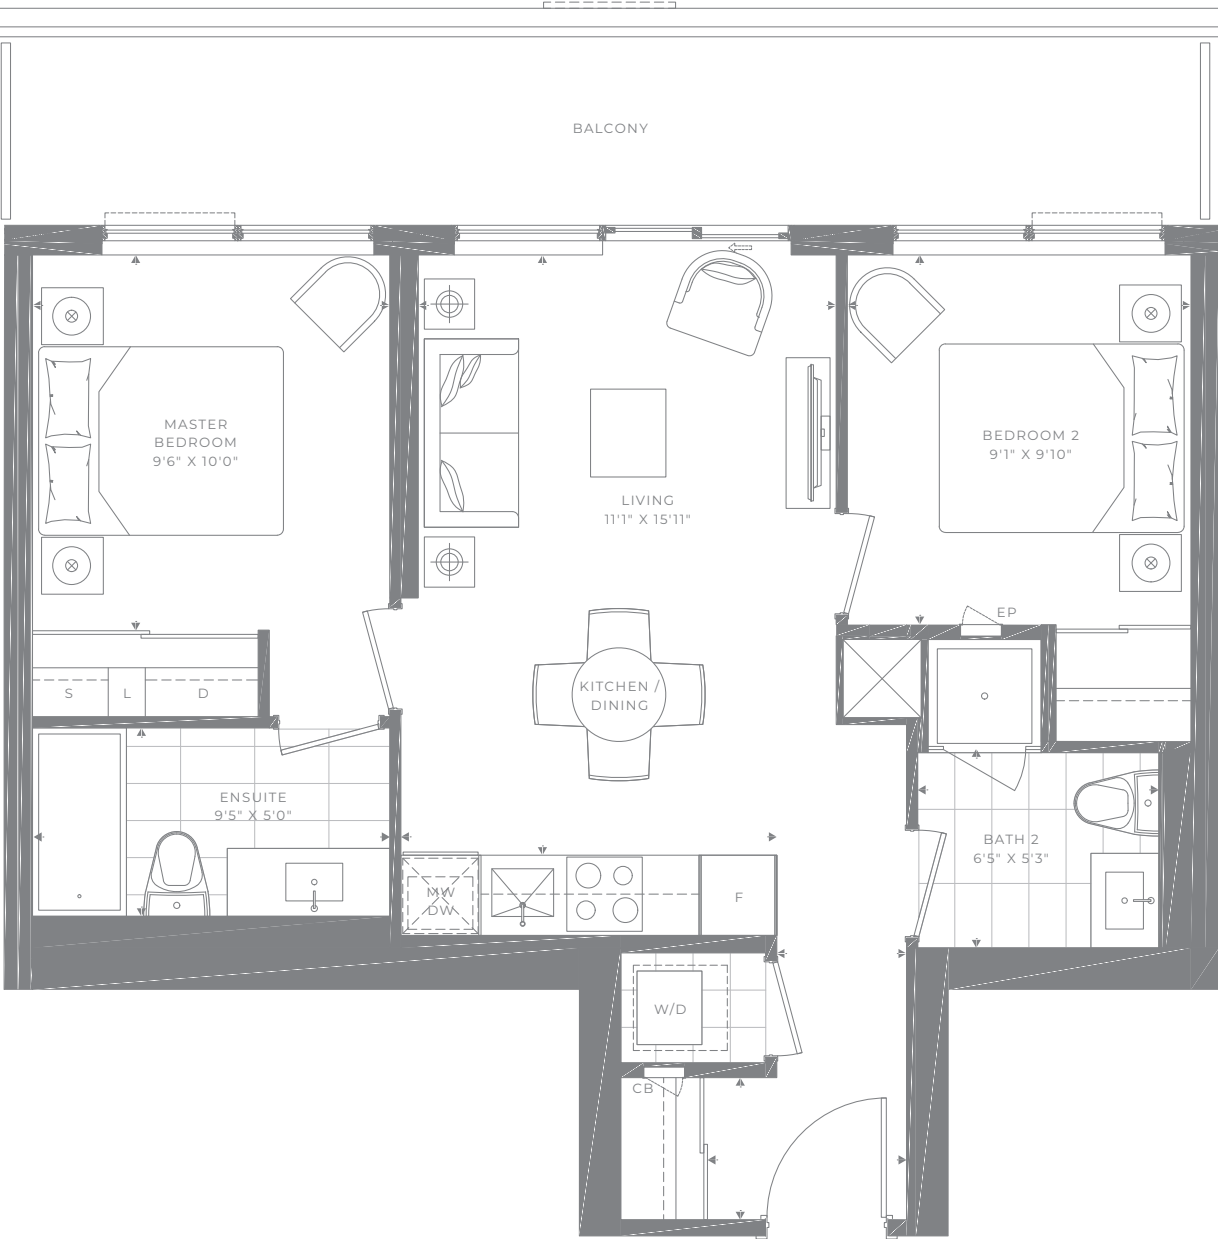 BALCONY
MASTER
BEDROOM
9'6" X 10'0"
LIVING
11'1" X 15'11"
BEDROOM 2
9'1" X 9'10"
EP
S
L
D
KITCHEN /
DINING
ENSUITE
9'5" X 5'0"
BATH 2
6'5" X 5'3"
MW
DW
F
W/D
CB